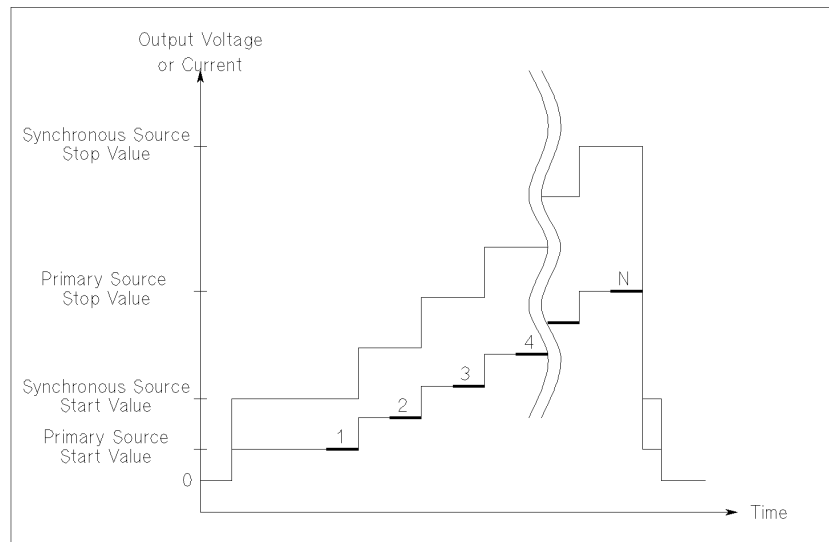 Output Voltage
or Current
Synchronous Source
Stop Value
Primary Source
Stop Value
N
4
3
Synchronous Source
Start Value
2
1
Primary Source
Start Value
0
Time